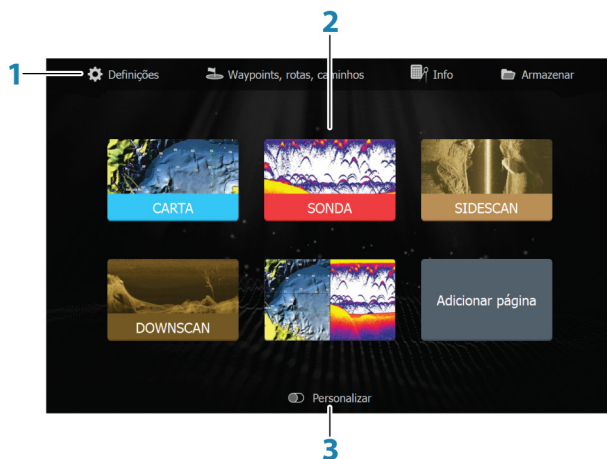 2
1
Definições Waypoints, rotas, caminhos Info Armazenar
CARTA SONDA SIDESCAN
DOWNSCAN Adicionar página
Personalizar
3